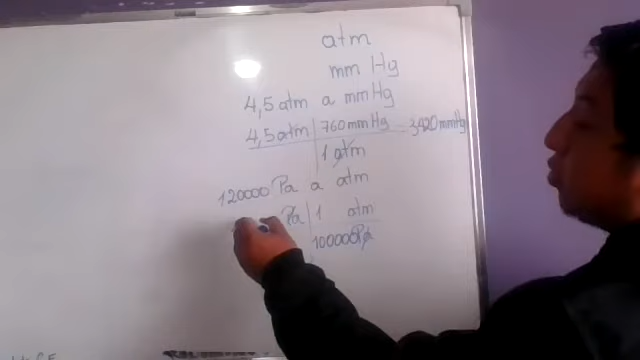 atm
mm Hg
4,5 atm a mmHg
4,5 atm | 760 mmHg = 3420 mmHg
1 atm
120000 Pa a atm
Pa | 1 atm
100000 Pa